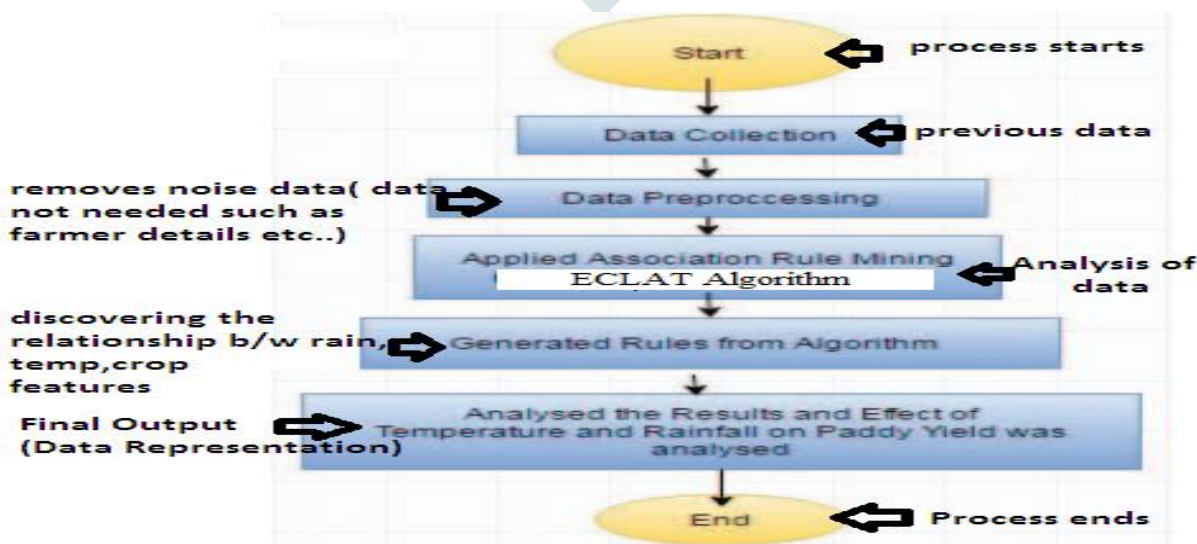 Start
process starts
Data Collection
previous data
removes noise data( data
not needed such as
farmer details etc..)
Data Preproccessing
Applied Association Rule Mining
ECLAT Algorithm
Analysis of
data
discovering the
relationship b/w rain,
temp,crop
features
Generated Rules from Algorithm
Final Output
(Data Representation)
Analysed the Results and Effect of
Temperature and Rainfall on Paddy Yield was
analysed
End
Process ends